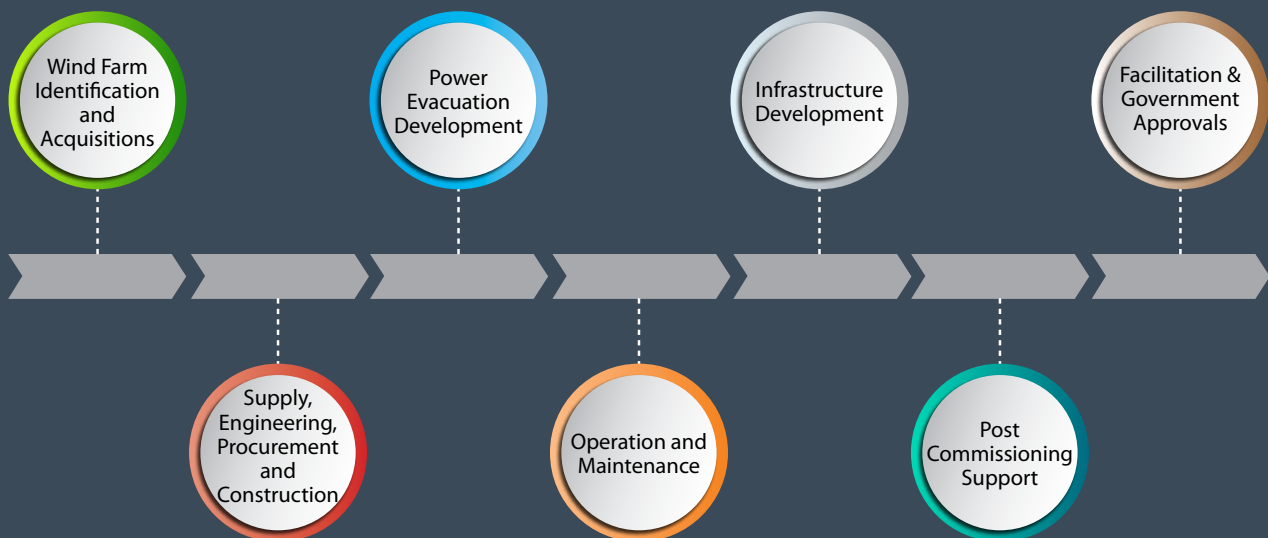 Wind Farm
Identification
and
Acquisitions
Power
Evacuation
Development
Infrastructure
Development
Facilitation &
Government
Approvals
Supply,
Engineering,
Procurement
and
Construction
Operation and
Maintenance
Post
Commissioning
Support